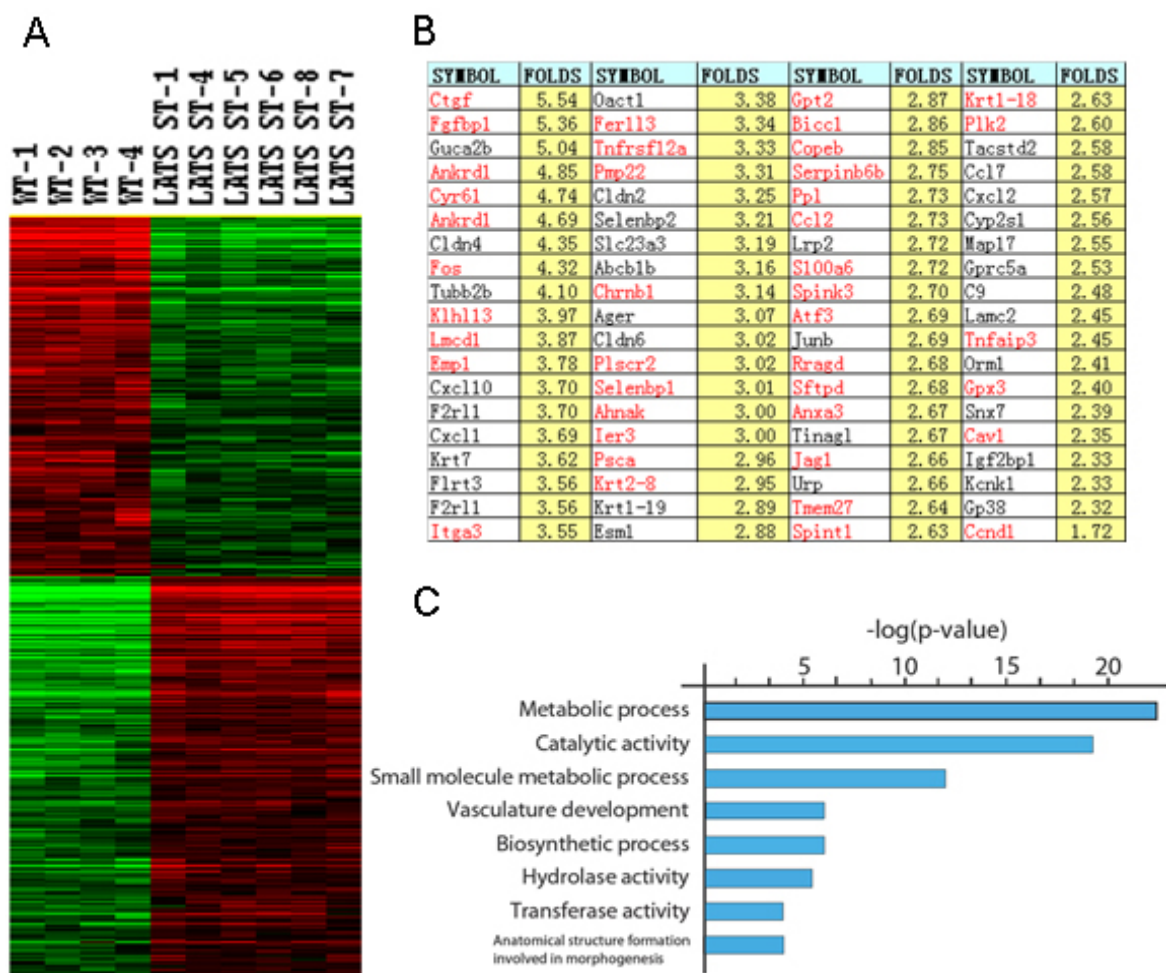 A
WT-1
WT-2
WT-3
WT-4
LATS ST-1
LATS ST-4
LATS ST-5
LATS ST-6
LATS ST-8
LATS ST-7
B
SYMBOL FOLDS SYMBOL FOLDS SYMBOL FOLDS SYMBOL FOLDS
Ctgf 5.54 Oact1 3.38 Gpt2 2.87 Krt1-18 2.63
Fgfbp1 5.36 Fer1l3 3.34 Bicc1 2.86 Plk2 2.60
Guca2b 5.04 Tnfrsf12a 3.33 Copeb 2.85 Tacstd2 2.58
Ankrd1 4.85 Pmp22 3.31 Serpinb6b 2.75 Ccl7 2.58
Cyr61 4.74 Cldn2 3.25 Ppl 2.73 Cxcl2 2.57
Ankrd1 4.69 Selenbp2 3.21 Ccl2 2.73 Cyp2s1 2.56
Cldn4 4.35 Slc23a3 3.19 Lrp2 2.72 Map17 2.55
Fos 4.32 Abcb1b 3.16 S100a6 2.72 Gprc5a 2.53
Tubb2b 4.10 Chrnb1 3.14 Spink3 2.70 C9 2.48
Klhl13 3.97 Ager 3.07 Atf3 2.69 Lamc2 2.45
Lmcd1 3.87 Cldn6 3.02 Junb 2.69 Tnfaip3 2.45
Emp1 3.78 Plscr2 3.02 Rragd 2.68 Orm1 2.41
Cxcl10 3.70 Selenbp1 3.01 Sftpd 2.68 Gpx3 2.40
F2rl1 3.70 Ahnak 3.00 Anxa3 2.67 Snx7 2.39
Cxcl1 3.69 Ier3 3.00 Tinagl 2.67 Cav1 2.35
Krt7 3.62 Psca 2.96 Jag1 2.66 Igf2bp1 2.33
Flrt3 3.56 Krt2-8 2.95 Urp 2.66 Kcnk1 2.33
F2rl1 3.56 Krt1-19 2.89 Tmem27 2.64 Gp38 2.32
Itga3 3.55 Esm1 2.88 Spint1 2.63 Ccnd1 1.72
C
-log(p-value)
5 10 15 20
Metabolic process
Catalytic activity
Small molecule metabolic process
Vasculature development
Biosynthetic process
Hydrolase activity
Transferase activity
Anatomical structure formation
involved in morphogenesis